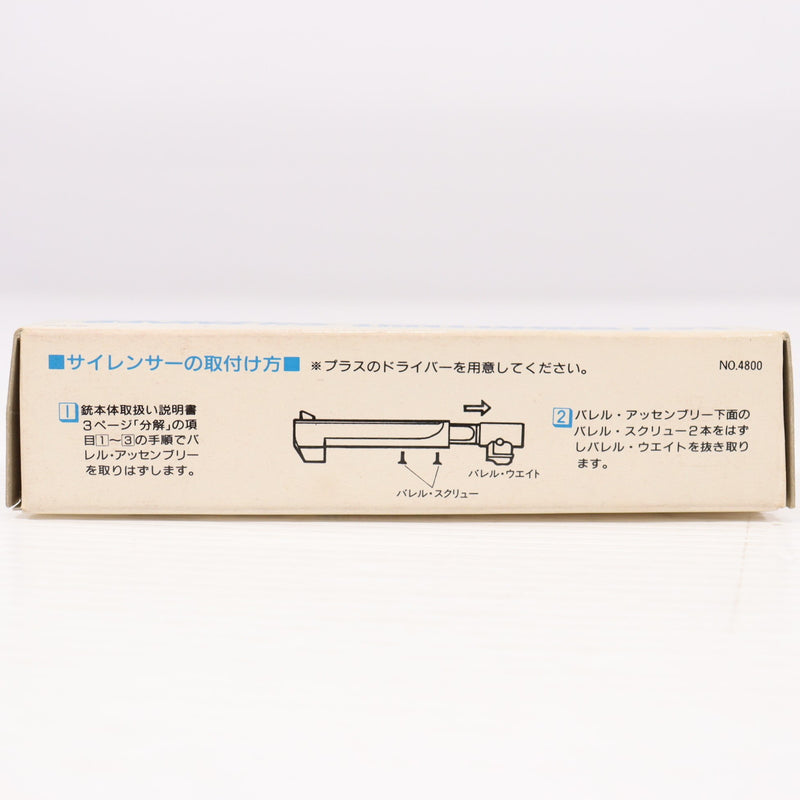 ■サイレンサーの取付け方■ ※プラスのドライバーを用意してください。
NO.4800
1 銃本体取扱い説明書
3ページ「分解」の項
目1〜3の手順でバ
レル・アッセンブリー
を取りはずします。
バレル・ウエイト
バレル・スクリュー
2 バレル・アッセンブリー下面の
バレル・スクリュー2本をはず
しバレル・ウエイトを抜き取り
ます。